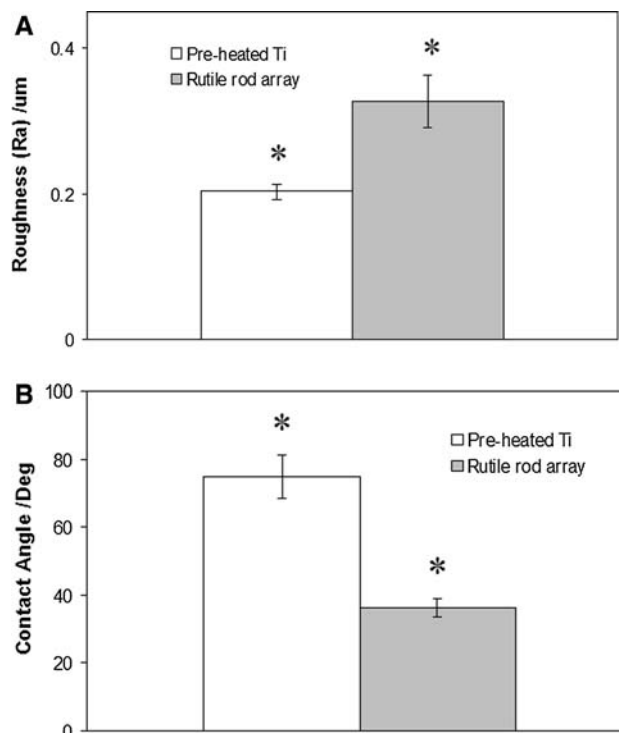 A
Roughness (Ra) /um
0.4
0.2
0
Pre-heated Ti
Rutile rod array
*
*
B
Contact Angle /Deg
100
80
60
40
20
0
Pre-heated Ti
Rutile rod array
*
*